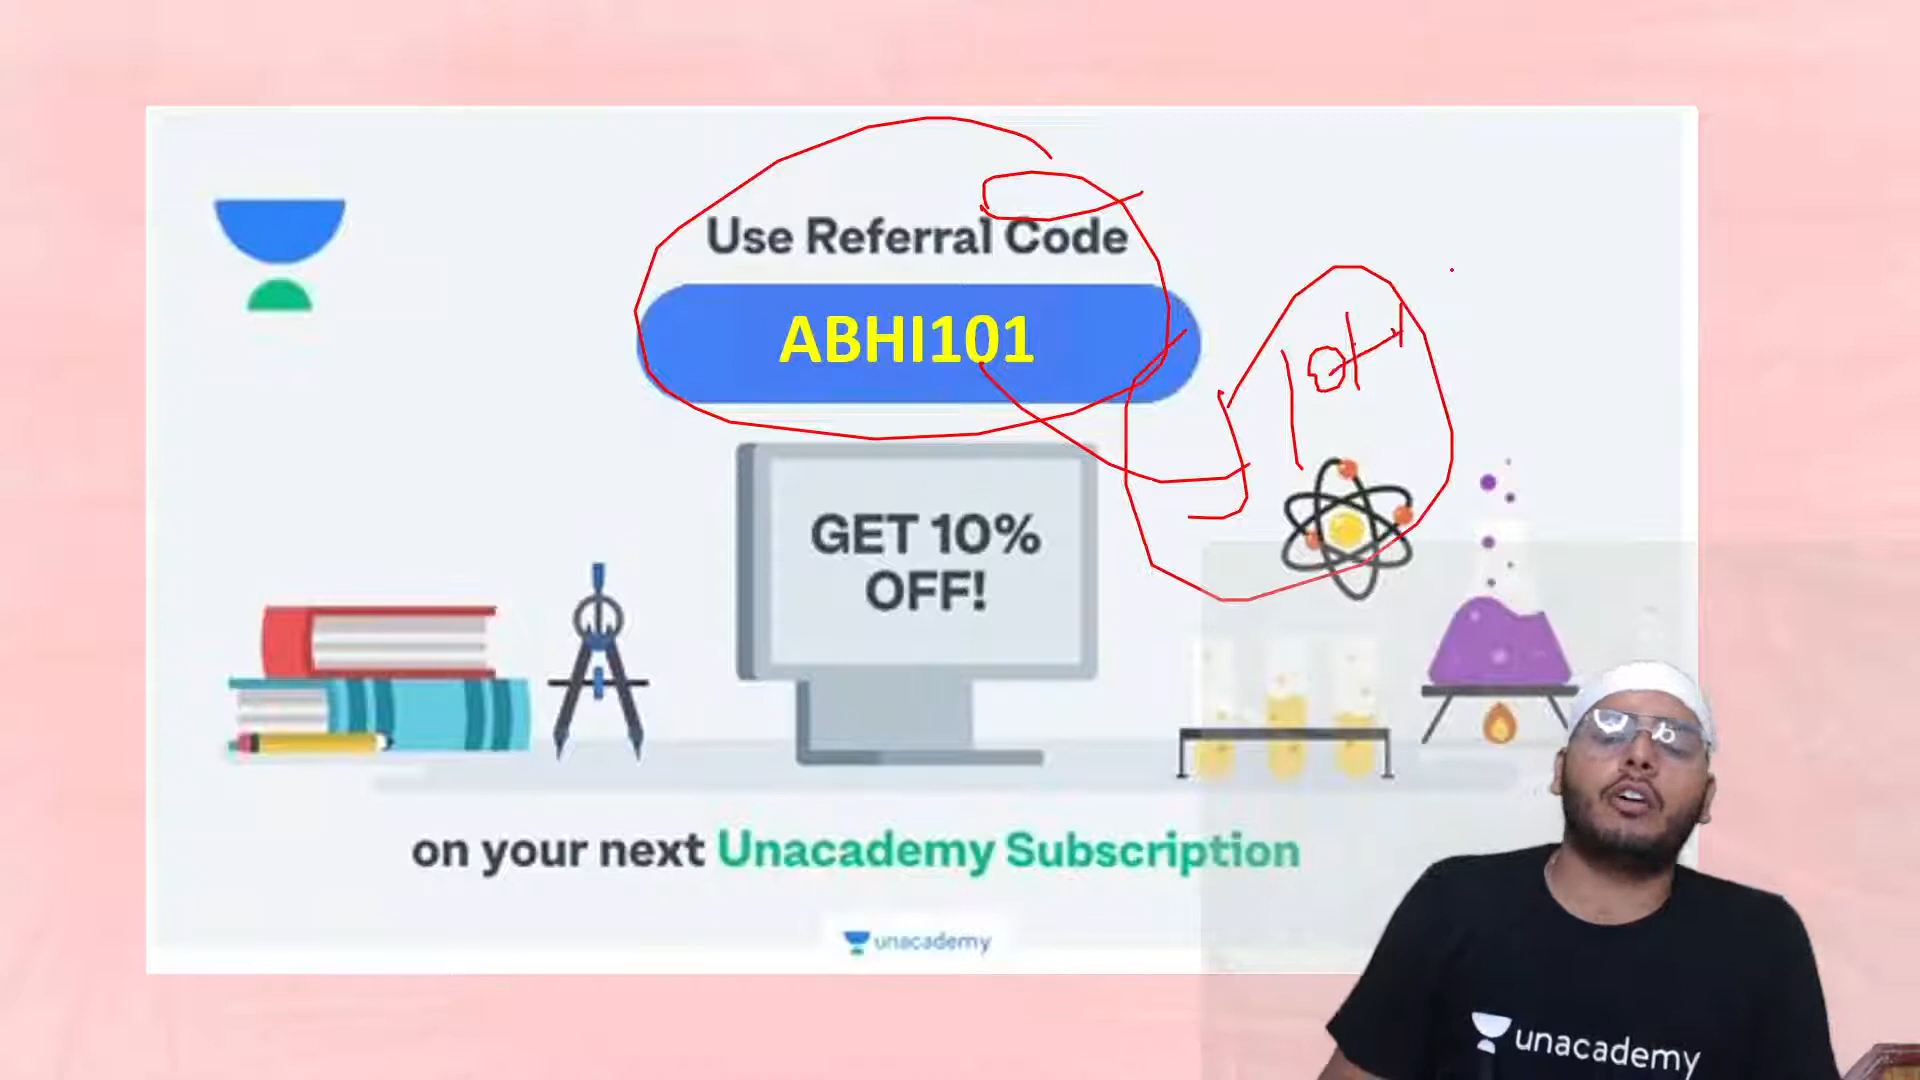 Use Referral Code
ABHI101
GET 10%
OFF!
on your next Unacademy Subscription
unacademy
unacademy